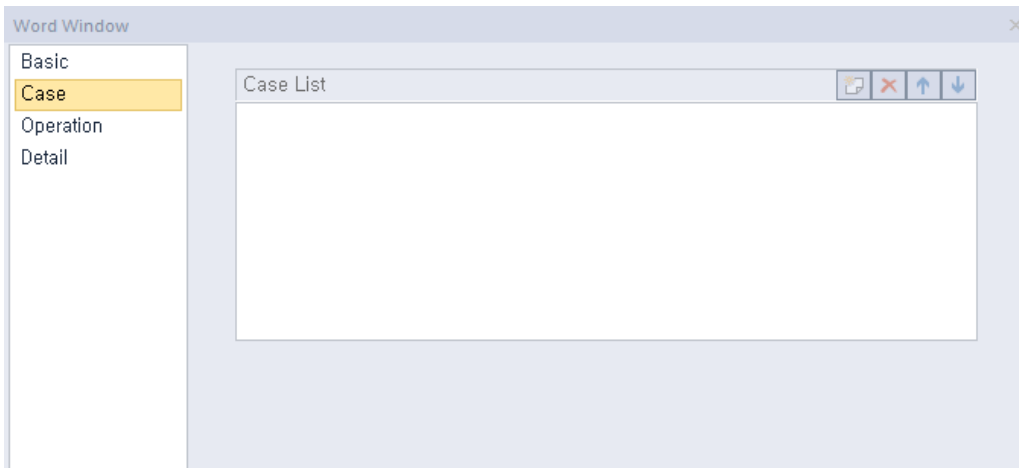 Word Window
Basic
Case
Operation
Detail
Case List